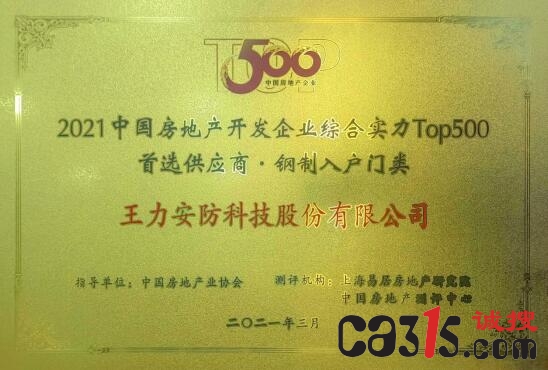 TOP
500
中国房地产企业
2021中国房地产开发企业综合实力Top500
首选供应商·钢制入户门类
王力安防科技股份有限公司
指导单位：中国房地产业协会 测评机构：上海易居房地产研究院
中国房地产测评中心
二〇二一年三月
诚搜
ca315.com